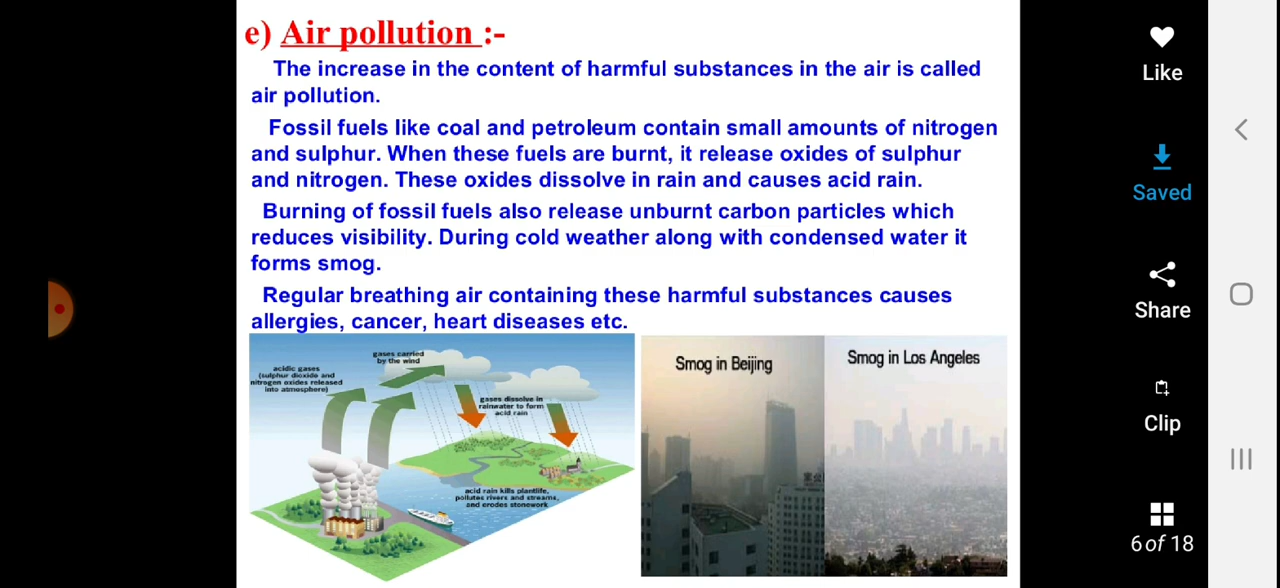 e) Air pollution :-
The increase in the content of harmful substances in the air is called
air pollution.
Fossil fuels like coal and petroleum contain small amounts of nitrogen
and sulphur. When these fuels are burnt, it release oxides of sulphur
and nitrogen. These oxides dissolve in rain and causes acid rain.
Burning of fossil fuels also release unburnt carbon particles which
reduces visibility. During cold weather along with condensed water it
forms smog.
Regular breathing air containing these harmful substances causes
allergies, cancer, heart diseases etc.
acidic gases
(sulphur dioxide and
nitrogen oxides released
into atmosphere)
gases carried
by the wind
gases dissolve in
rainwater to form
acid rain
acid rain kills plantlife,
pollutes rivers and streams,
and erodes stonework
Smog in Beijing
Smog in Los Angeles
Like
Saved
Share
Clip
6 of 18